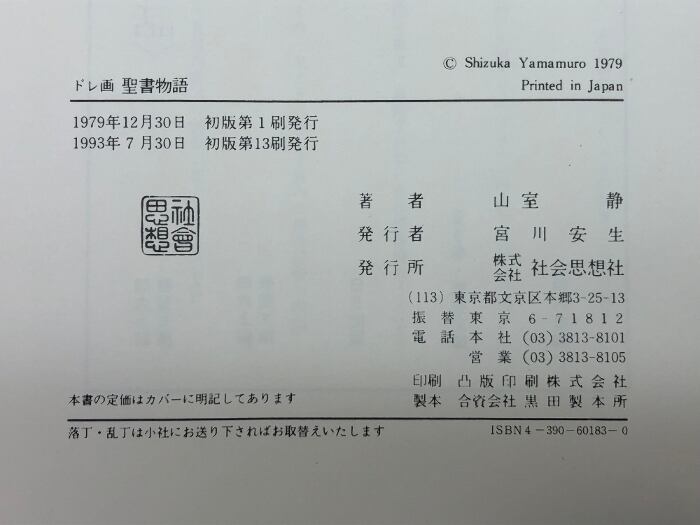 © Shizuka Yamamuro 1979
ドレ画 聖書物語
Printed in Japan
1979年12月30日 初版第1刷発行
1993年7月30日 初版第13刷発行
社會
思想
著者 山室静
発行者 宮川安生
発行所 株式会社 社会思想社
(113) 東京都文京区本郷3-25-13
振替東京 6-71812
電話本社 (03) 3813-8101
営業 (03) 3813-8105
印刷 凸版印刷株式会社
本書の定価はカバーに明記してあります
製本 合資会社黒田製本所
落丁・乱丁は小社にお送り下さればお取替えいたします
ISBN4-390-60183-0